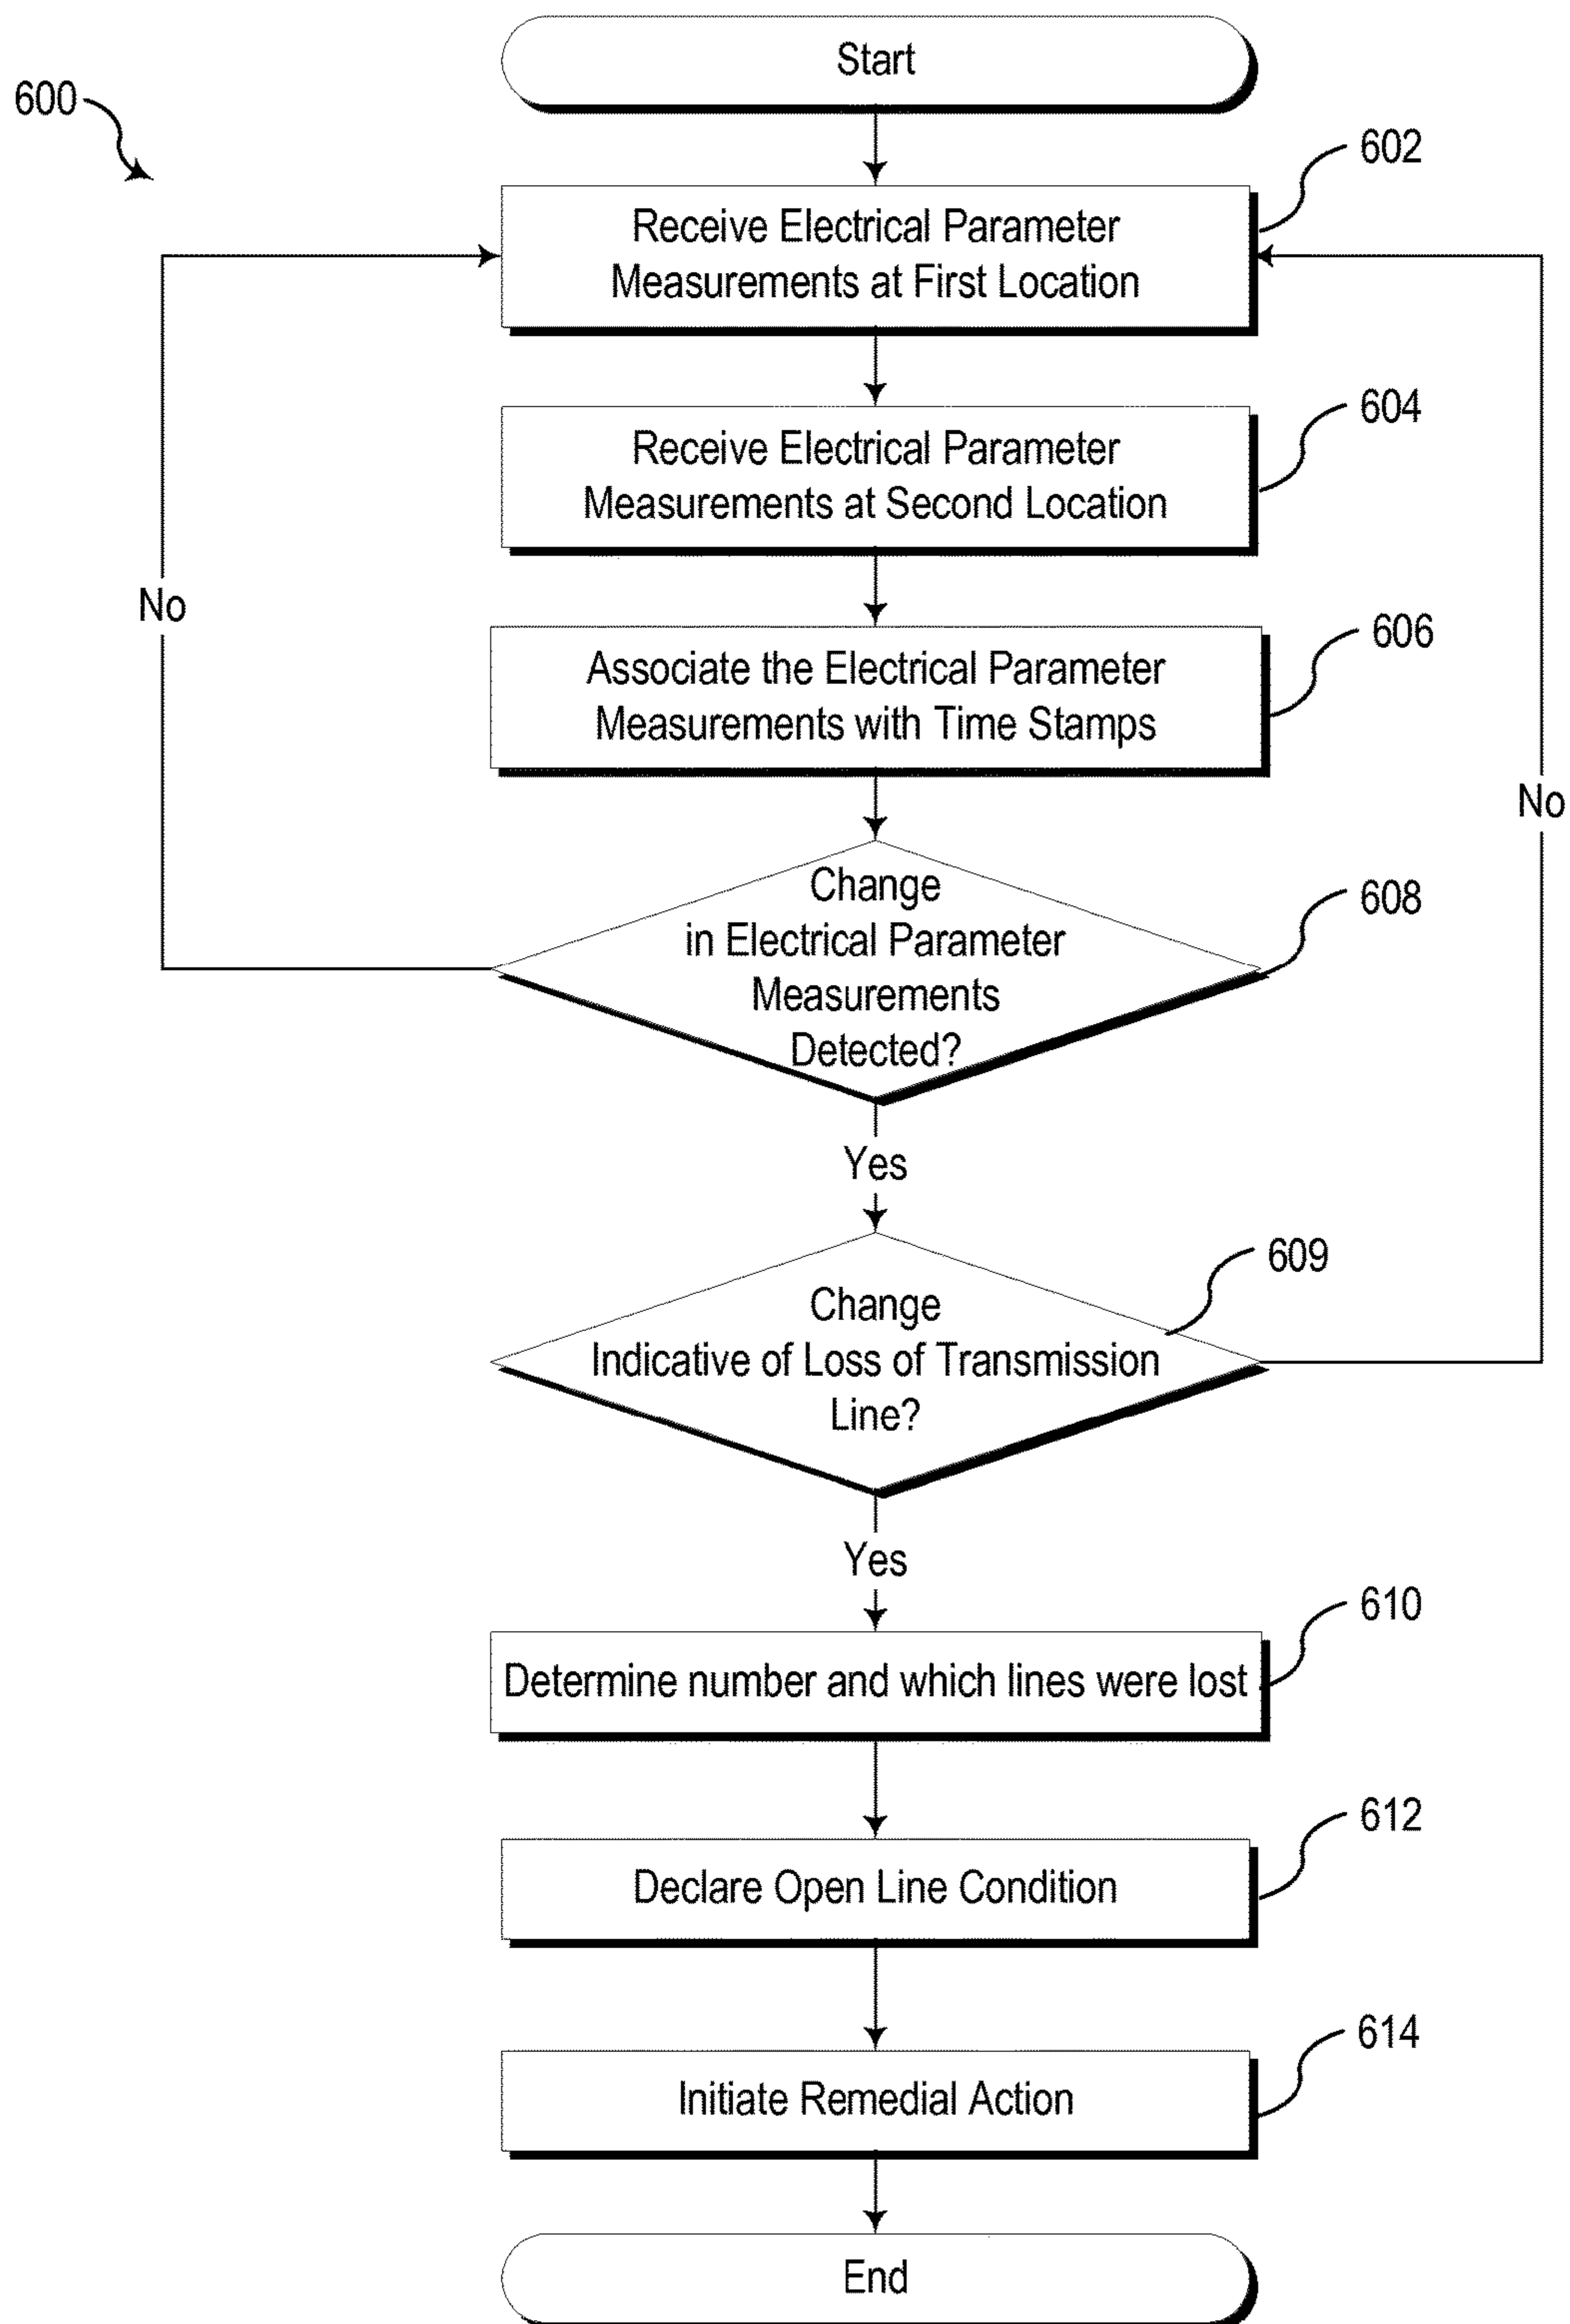 Start
600
602
Receive Electrical Parameter
Measurements at First Location
604
Receive Electrical Parameter
Measurements at Second Location
No
606
Associate the Electrical Parameter
Measurements with Time Stamps
No
608
Change
in Electrical Parameter
Measurements
Detected?
Yes
609
Change
Indicative of Loss of Transmission
Line?
Yes
610
Determine number and which lines were lost
612
Declare Open Line Condition
614
Initiate Remedial Action
End